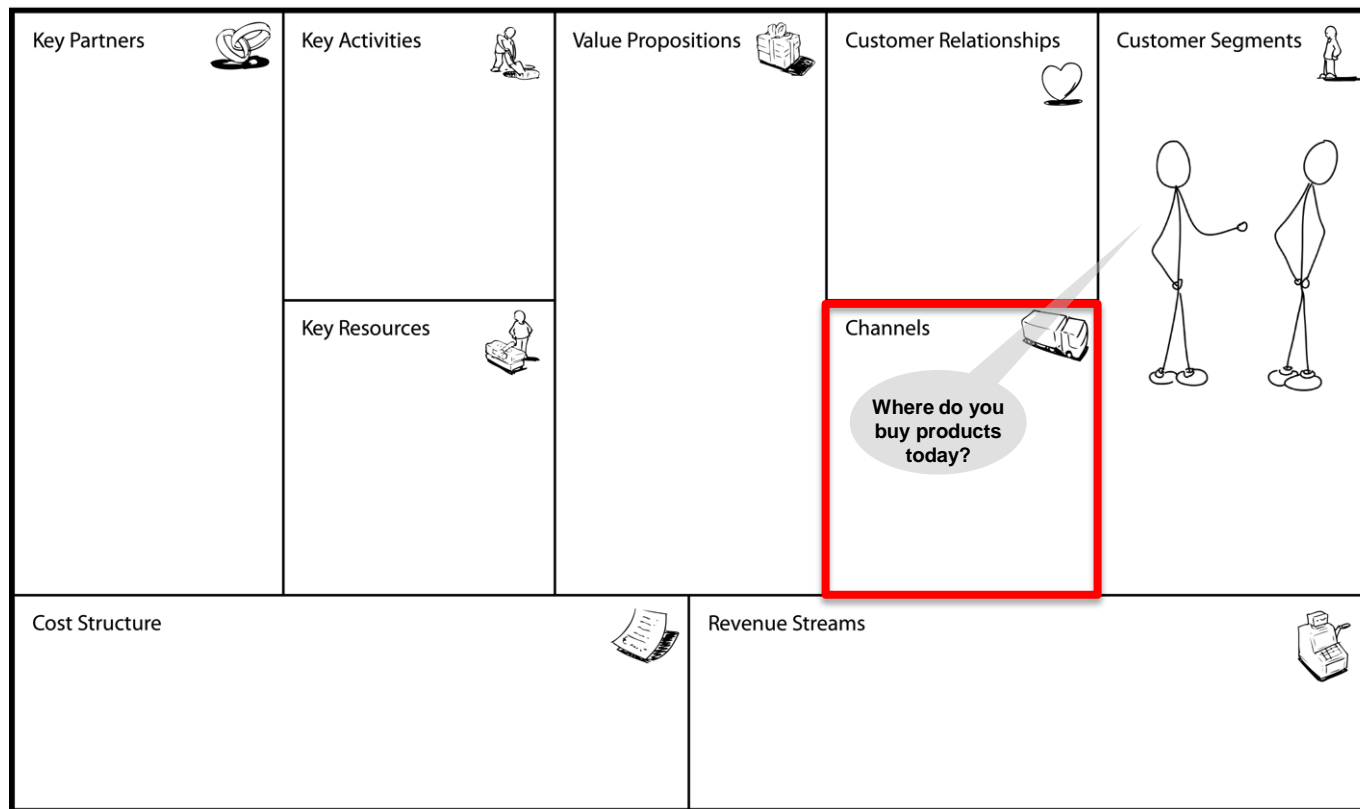 Key Partners
Key Activities
Value Propositions
Customer Relationships
Customer Segments
Key Resources
Channels
Where do you
buy products
today?
Cost Structure
Revenue Streams